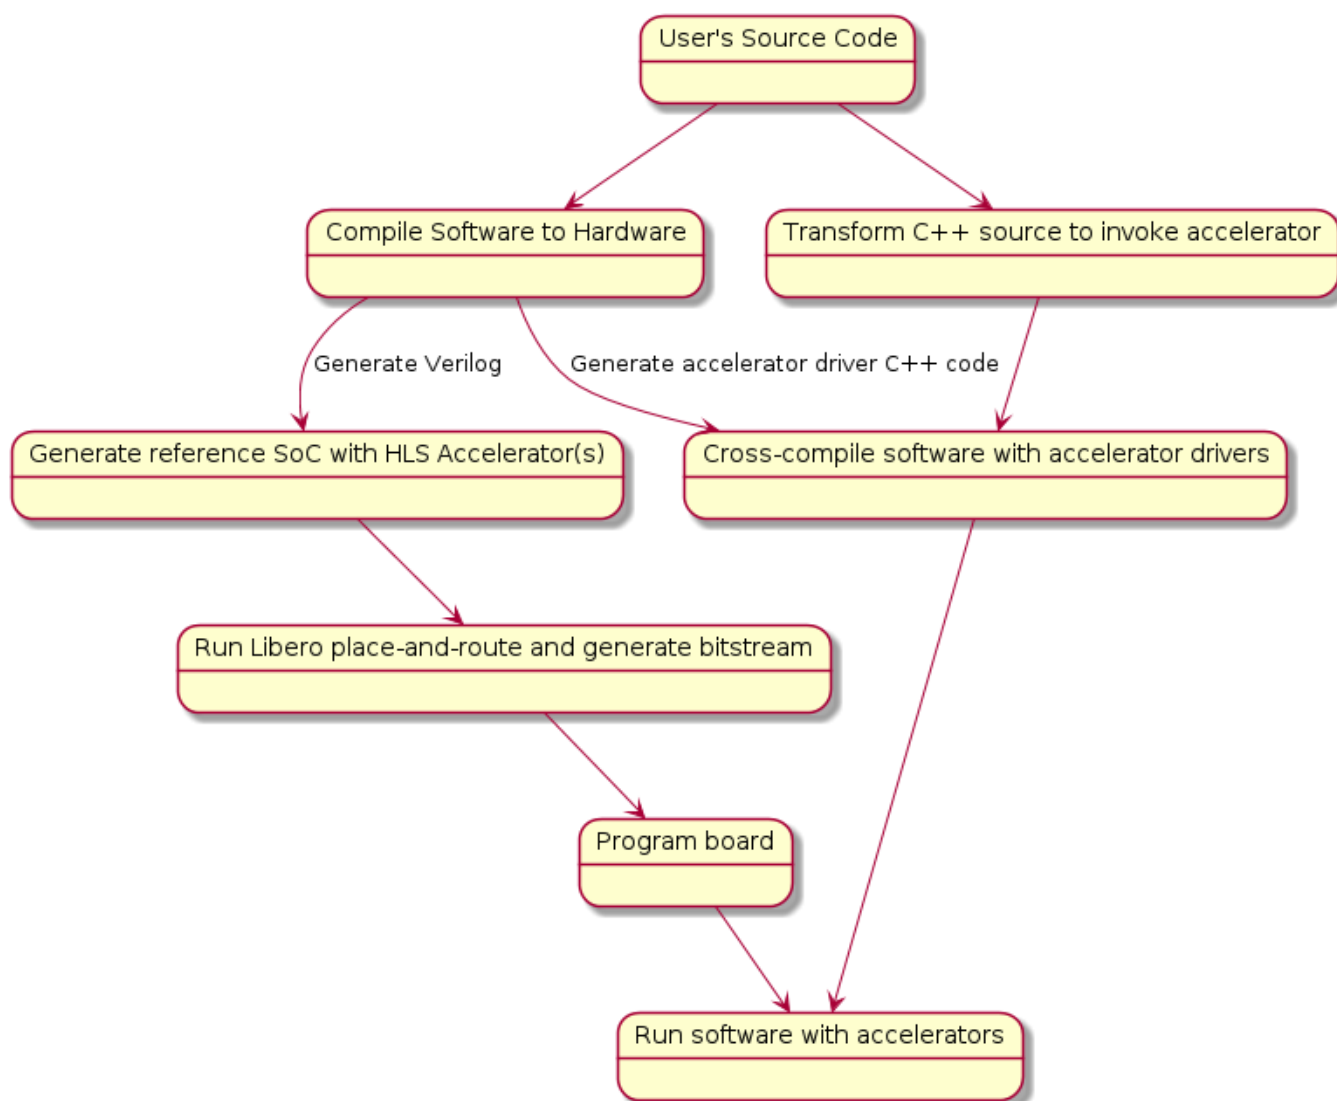 User's Source Code
Compile Software to Hardware
Transform C++ source to invoke accelerator
Generate Verilog
Generate accelerator driver C++ code
Generate reference SoC with HLS Accelerator(s)
Cross-compile software with accelerator drivers
Run Libero place-and-route and generate bitstream
Program board
Run software with accelerators